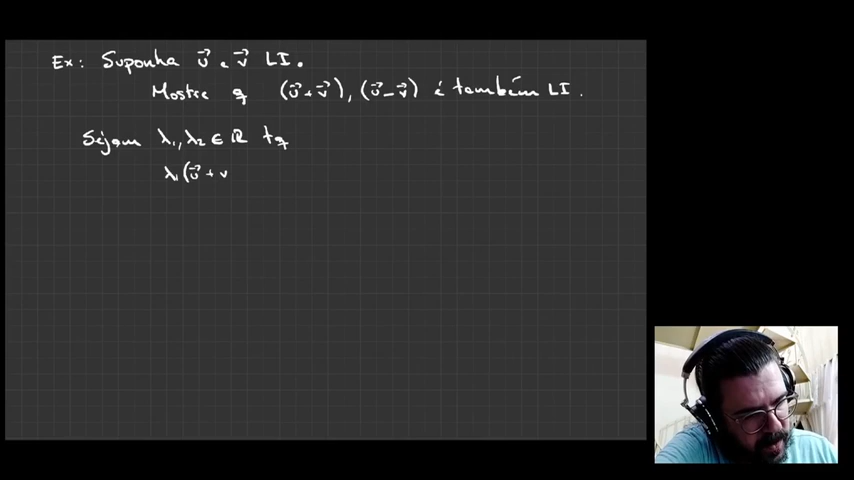 Ex: Suponha u⃗ e v⃗ LI.
Mostre q (u⃗+v⃗), (u⃗-v⃗) é também LI.
Sejam λ₁, λ₂ ∈ ℝ tq
λ₁(u⃗ + v